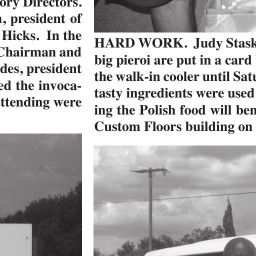 ory Directors.
, president of
Hicks. In the
Chairman and
des, president
ed the invoca-
ttending were
HARD WORK. Judy Stask
big pieroi are put in a card
the walk-in cooler until Satu
tasty ingredients were used
ing the Polish food will ben
Custom Floors building on